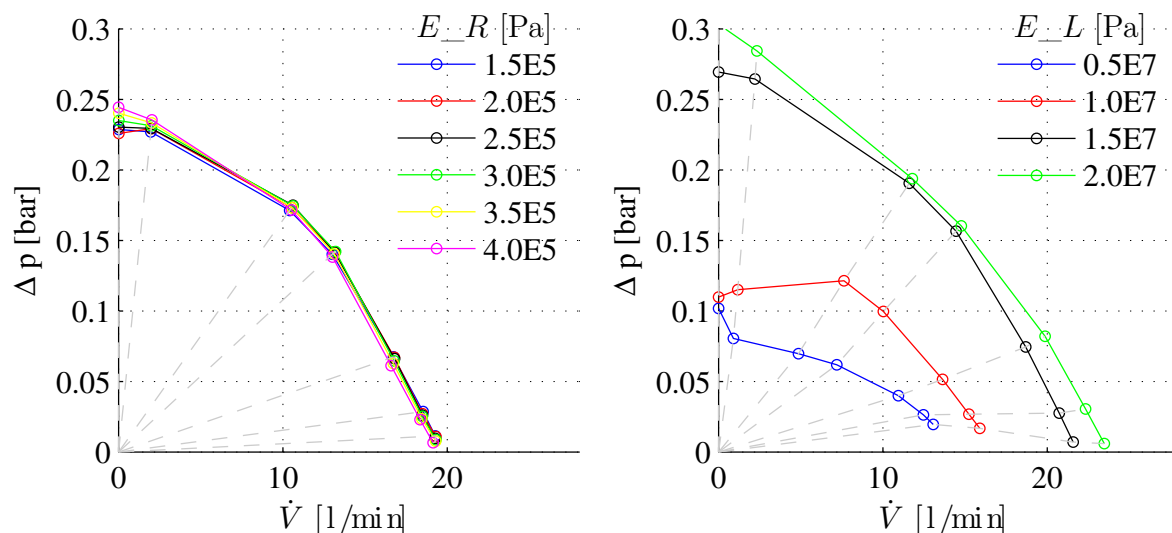 E__R [Pa]
1.5E5
2.0E5
2.5E5
3.0E5
3.5E5
4.0E5
0.3
0.25
0.2
0.15
0.1
0.05
0
Δ p [bar]
0 10 20
V̇ [l/min]
E__L [Pa]
0.5E7
1.0E7
1.5E7
2.0E7
0.3
0.25
0.2
0.15
0.1
0.05
0
Δ p [bar]
0 10 20
V̇ [l/min]